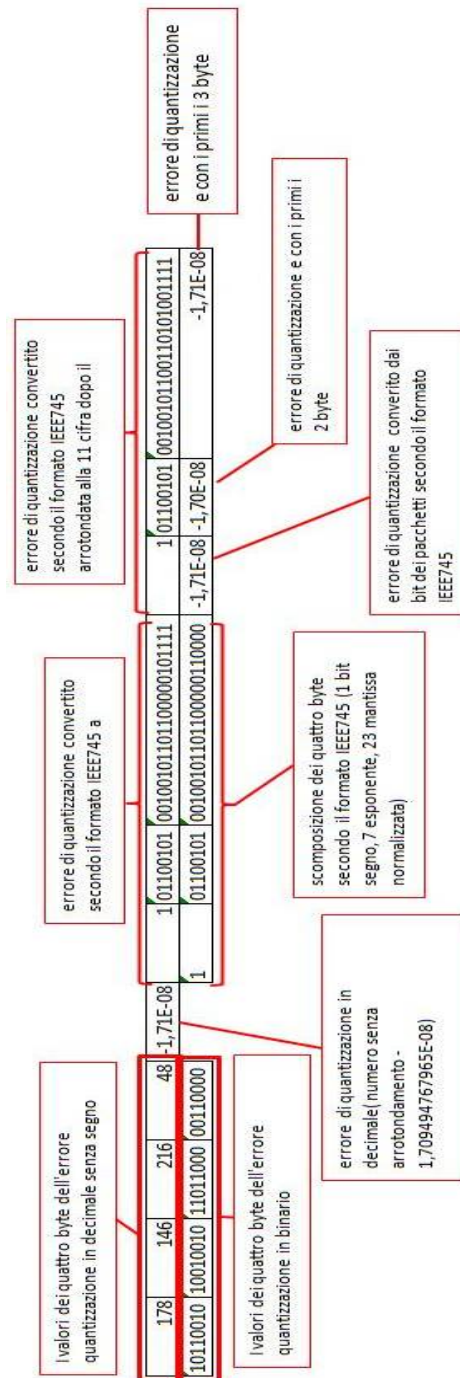 I valori dei quattro byte dell'errore
quantizzazione in decimale senza segno
errore di quantizzazione convertito
secondo il formato IEEE745 a
errore di quantizzazione convertito
secondo il formato IEEE745
arrotondata alla 11 cifra dopo il
errore di quantizzazione
e con i primi i 3 byte
178 146 216 48 -1,71E-08 1 01100101 00100101101100000101111 1 01100101 00100101100110101001111
10110010 10010010 11011000 00110000 1 01100101 00100101101100000110000 -1,71E-08 -1,70E-08 -1,71E-08
I valori dei quattro byte dell'errore
quantizzazione in binario
errore di quantizzazione in
decimale( numero senza
arrotondamento -
1,709494767965E-08)
scomposizione dei quattro byte
secondo il formato IEEE745 (1 bit
segno, 7 esponente, 23 mantissa
normalizzata)
errore di quantizzazione converito dai
bit dei pacchetti secondo il formato
IEEE745
errore di quantizzazione e con i primi i
2 byte